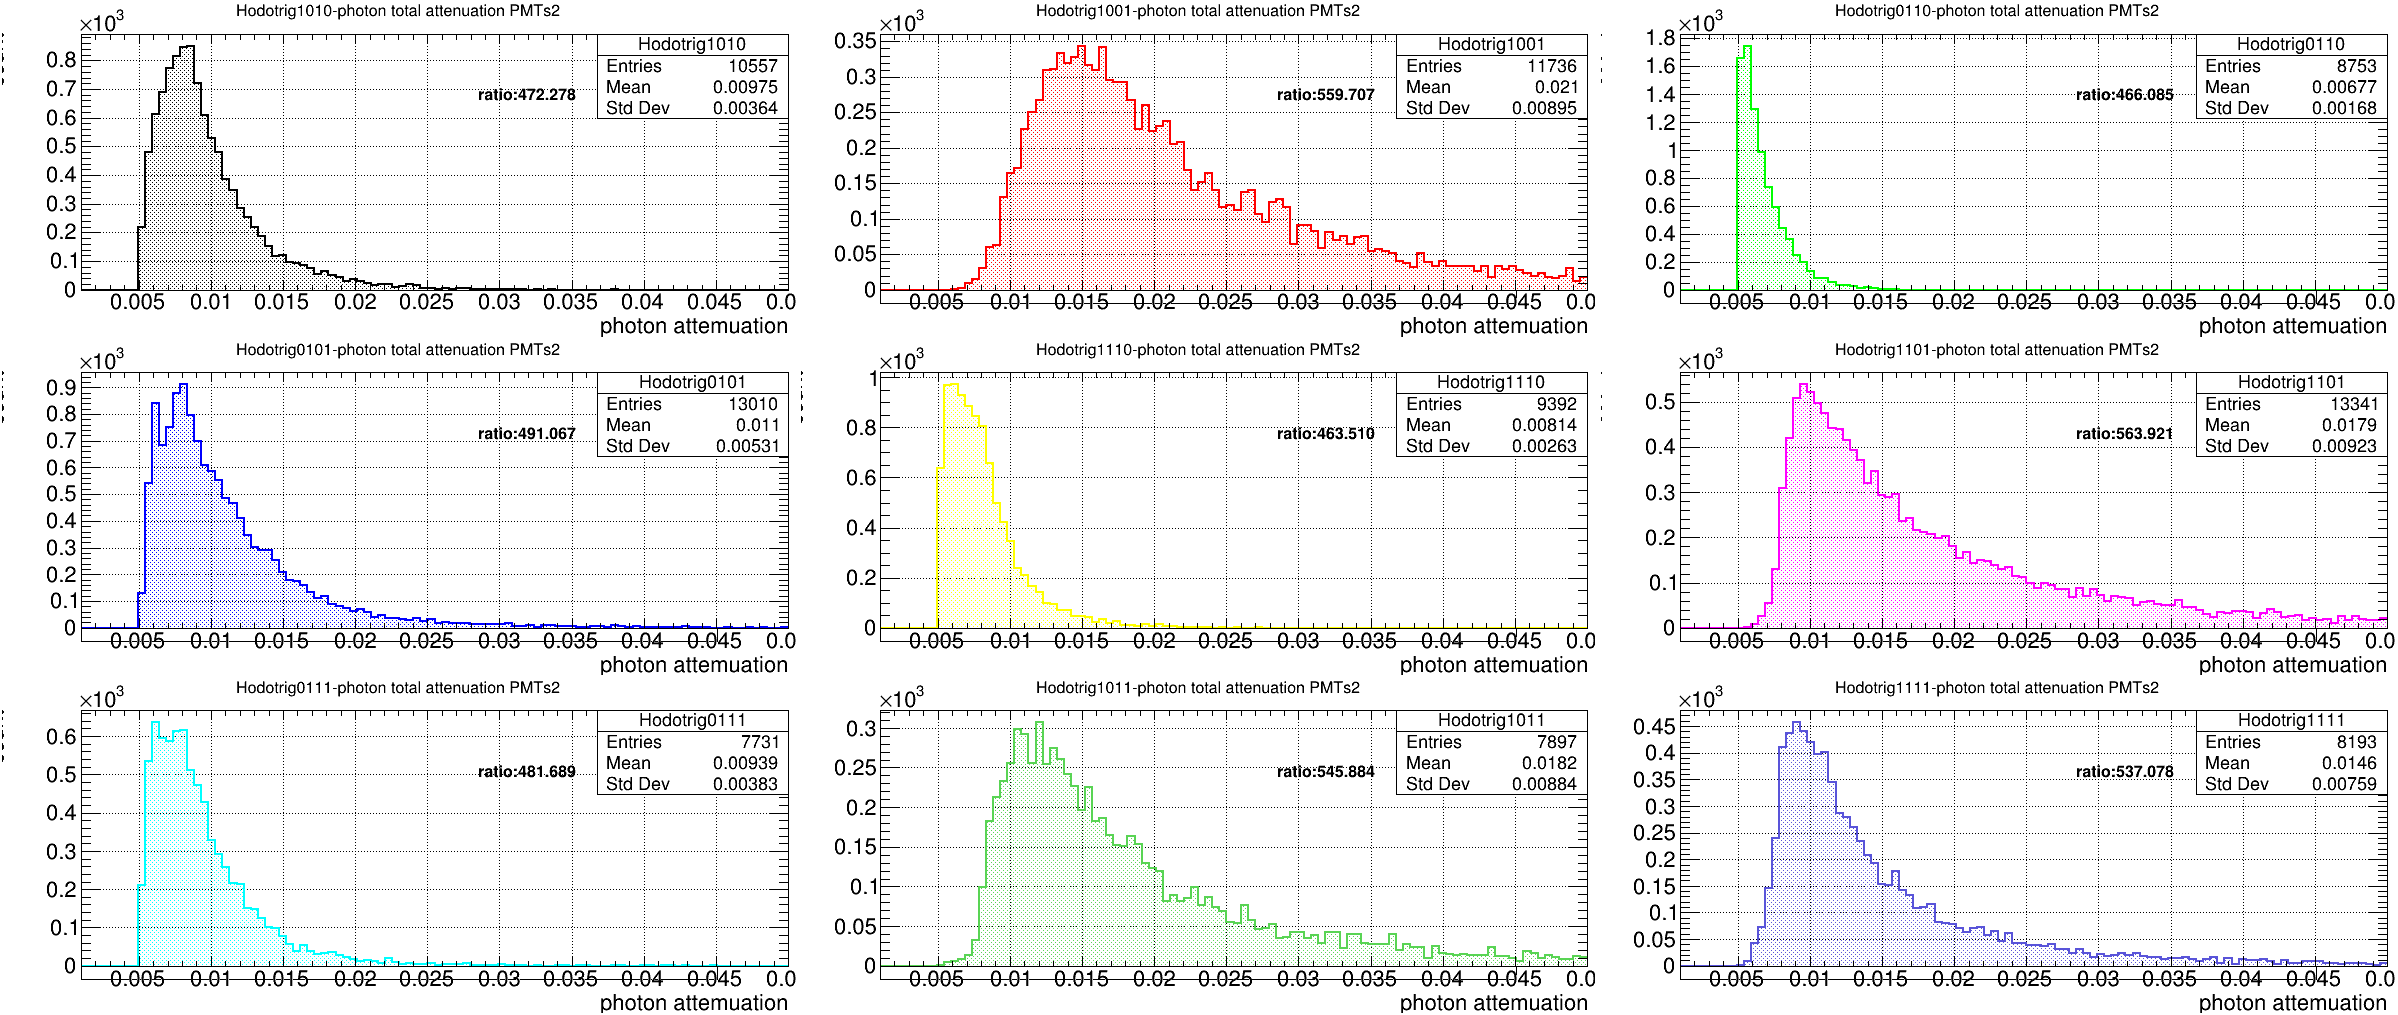 Hodotrig1010-photon total attenuation PMTs2
×10³
Hodotrig1010
Entries 10557
Mean 0.00975
Std Dev 0.00364
ratio:472.278
0.8
0.7
0.6
0.5
0.4
0.3
0.2
0.1
0
0.005 0.01 0.015 0.02 0.025 0.03 0.035 0.04 0.045 0.0
photon attemuation
Hodotrig1001-photon total attenuation PMTs2
×10³
Hodotrig1001
Entries 11736
Mean 0.021
Std Dev 0.00895
ratio:559.707
0.35
0.3
0.25
0.2
0.15
0.1
0.05
0
0.005 0.01 0.015 0.02 0.025 0.03 0.035 0.04 0.045 0.0
photon attemuation
Hodotrig0110-photon total attenuation PMTs2
×10³
Hodotrig0110
Entries 8753
Mean 0.00677
Std Dev 0.00168
ratio:466.085
1.8
1.6
1.4
1.2
1
0.8
0.6
0.4
0.2
0
0.005 0.01 0.015 0.02 0.025 0.03 0.035 0.04 0.045 0.0
photon attemuation
Hodotrig0101-photon total attenuation PMTs2
×10³
Hodotrig0101
Entries 13010
Mean 0.011
Std Dev 0.00531
ratio:491.067
0.9
0.8
0.7
0.6
0.5
0.4
0.3
0.2
0.1
0
0.005 0.01 0.015 0.02 0.025 0.03 0.035 0.04 0.045 0.0
photon attemuation
Hodotrig1110-photon total attenuation PMTs2
×10³
Hodotrig1110
Entries 9392
Mean 0.00814
Std Dev 0.00263
ratio:463.510
1
0.8
0.6
0.4
0.2
0
0.005 0.01 0.015 0.02 0.025 0.03 0.035 0.04 0.045 0.0
photon attemuation
Hodotrig1101-photon total attenuation PMTs2
×10³
Hodotrig1101
Entries 13341
Mean 0.0179
Std Dev 0.00923
ratio:563.921
0.5
0.4
0.3
0.2
0.1
0
0.005 0.01 0.015 0.02 0.025 0.03 0.035 0.04 0.045 0.0
photon attemuation
Hodotrig0111-photon total attenuation PMTs2
×10³
Hodotrig0111
Entries 7731
Mean 0.00939
Std Dev 0.00383
ratio:481.689
0.6
0.5
0.4
0.3
0.2
0.1
0
0.005 0.01 0.015 0.02 0.025 0.03 0.035 0.04 0.045 0.0
photon attemuation
Hodotrig1011-photon total attenuation PMTs2
×10³
Hodotrig1011
Entries 7897
Mean 0.0182
Std Dev 0.00884
ratio:545.884
0.3
0.25
0.2
0.15
0.1
0.05
0
0.005 0.01 0.015 0.02 0.025 0.03 0.035 0.04 0.045 0.0
photon attemuation
Hodotrig1111-photon total attenuation PMTs2
×10³
Hodotrig1111
Entries 8193
Mean 0.0146
Std Dev 0.00759
ratio:537.078
0.45
0.4
0.35
0.3
0.25
0.2
0.15
0.1
0.05
0
0.005 0.01 0.015 0.02 0.025 0.03 0.035 0.04 0.045 0.0
photon attemuation